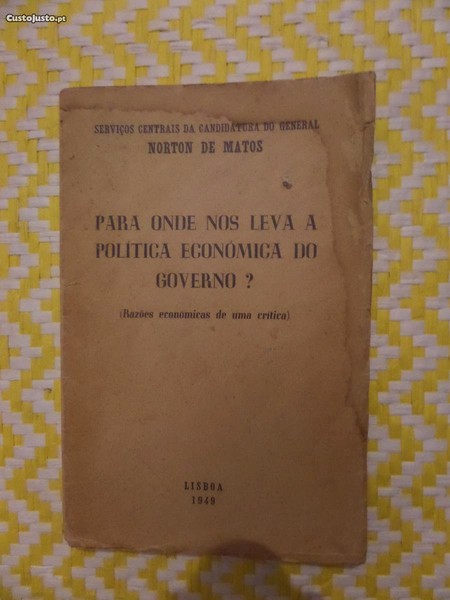 CustoJusto.pt
SERVIÇOS CENTRAIS DA CANDIDATURA DO GENERAL
NORTON DE MATOS
PARA ONDE NOS LEVA A
POLÍTICA ECONÓMICA DO
GOVERNO ?
(Razões económicas de uma crítica)
LISBOA
1949